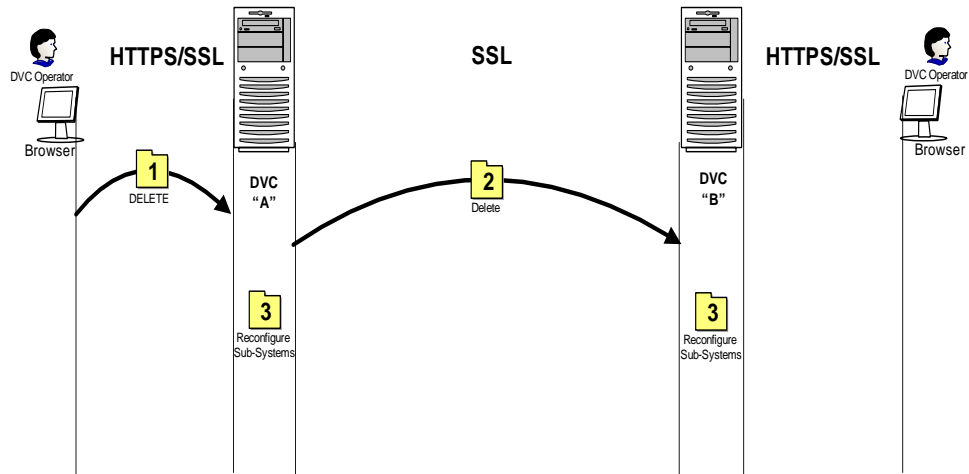 HTTPS/SSL
SSL
HTTPS/SSL
DVC Operator
DVC Operator
Browser
Browser
1
DELETE
DVC
“A”
2
Delete
DVC
“B”
3
Reconfigure
Sub-Systems
3
Reconfigure
Sub-Systems